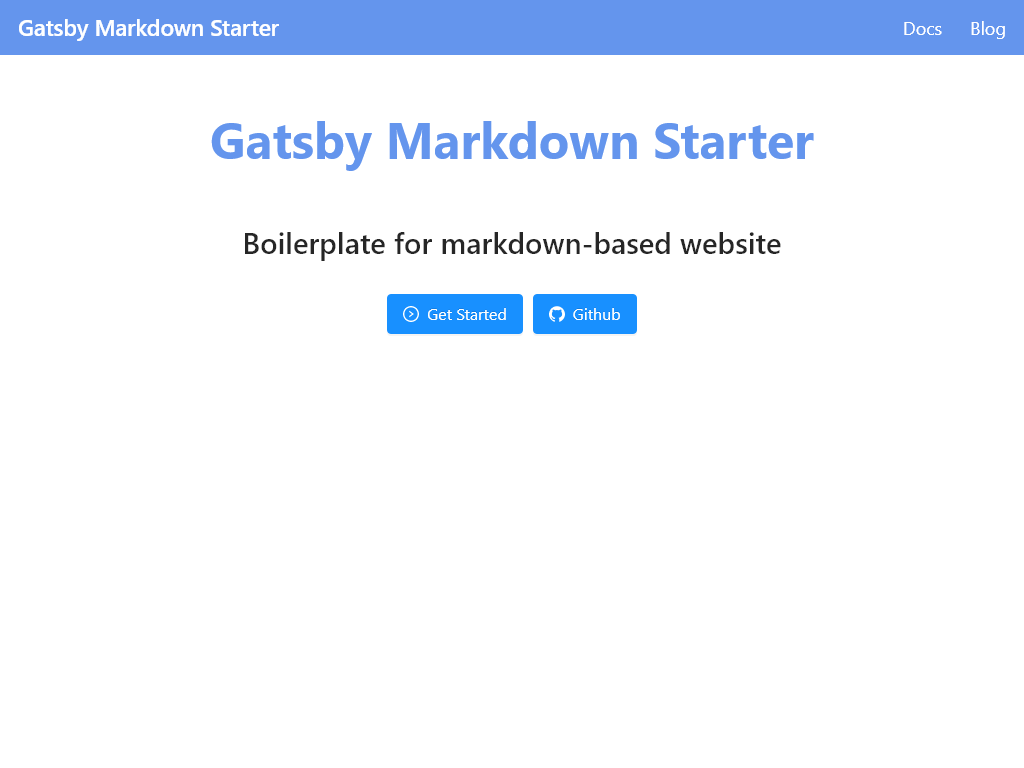 Gatsby Markdown Starter
Docs
Blog
Gatsby Markdown Starter
Boilerplate for markdown-based website
Get Started
Github